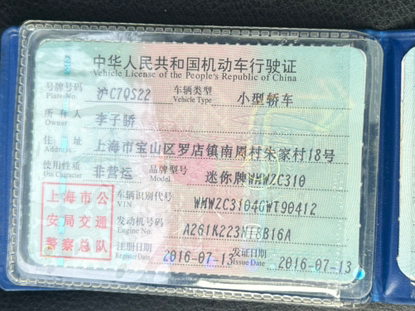 中华人民共和国机动车行驶证
Vehicle License of the People's Republic of China
号牌号码 沪C7QS22 车辆类型 小型轿车
Plate No. Vehicle Type
所有人 李子骄
Owner
住址 上海市宝山区罗店镇南周村朱家村18号
Address
使用性质 非营运 品牌型号 迷你牌WMWZC310
Use Character Model
上海市公 车辆识别代号 WMWZC3104GWT90412
安局交通 VIN
警察总队 发动机号码 A261K223NTBB16A
Engine No.
注册日期 2016-07-13 发证日期 2016-07-13
Register Date Issue Date